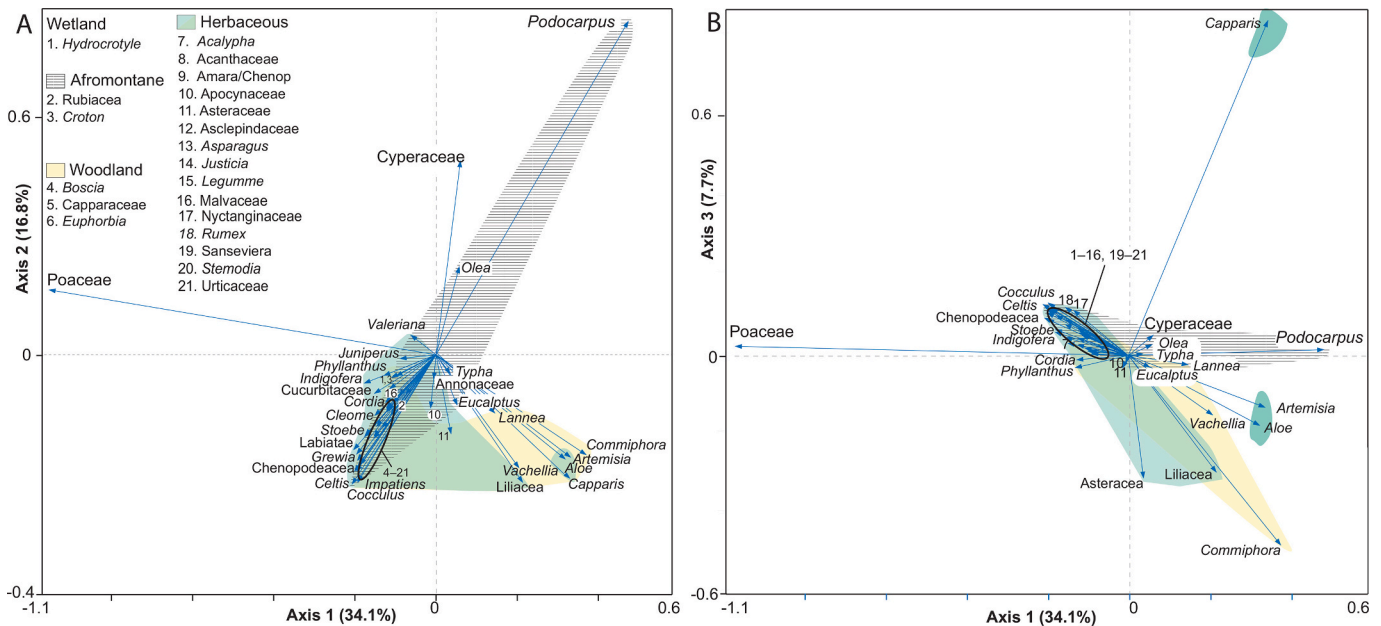 A
Wetland
1. Hydrocrotyle
Afromontane
2. Rubiacea
3. Croton
Woodland
4. Boscia
5. Capparaceae
6. Euphorbia
Herbaceous
7. Acalypha
8. Acanthaceae
9. Amara/Chenop
10. Apocynaceae
11. Asteraceae
12. Asclepindaceae
13. Asparagus
14. Justicia
15. Legumme
16. Malvaceae
17. Nyctanginaceae
18. Rumex
19. Sanseviera
20. Stemodia
21. Urticaceae
Podocarpus
Cyperaceae
Olea
Poaceae
Valeriana
Juniperus
Phyllanthus
Indigofera
13
Cucurbitaceae
16
Cordia
2
Cleome
Stoebe
Labiatae
Grewia
Chenopodeacea
Celtis
Cocculus
Impatiens
4–21
Typha
Annonaceae
Eucalptus
10
11
Lannea
Commiphora
Artemisia
Vachellia
Aloe
Liliacea
Capparis
0.6
0
-0.4
Axis 2 (16.8%)
-1.1
0
0.6
Axis 1 (34.1%)
B
Capparis
1–16, 19–21
Cocculus
18
17
Celtis
Chenopodeacea
Stoebe
Indigofera
7
Cordia
Phyllanthus
Poaceae
Cyperaceae
Olea
Typha
Podocarpus
10
11
Lannea
Eucalptus
Artemisia
Vachellia
Aloe
Asteracea
Liliacea
Commiphora
0.6
0
-0.6
Axis 3 (7.7%)
-1.1
0
0.6
Axis 1 (34.1%)